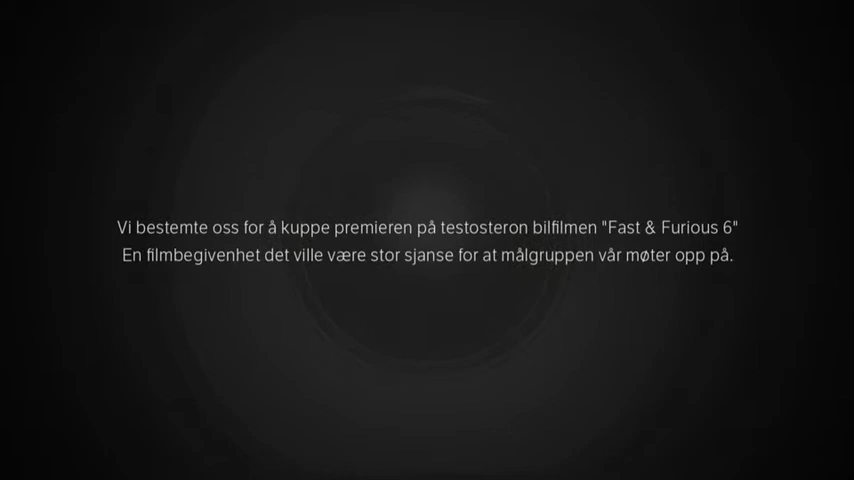 Vi bestemte oss for å kuppe premieren på testosteron bilfilmen "Fast & Furious 6"
En filmbegivenhet det ville være stor sjanse for at målgruppen vår møter opp på.